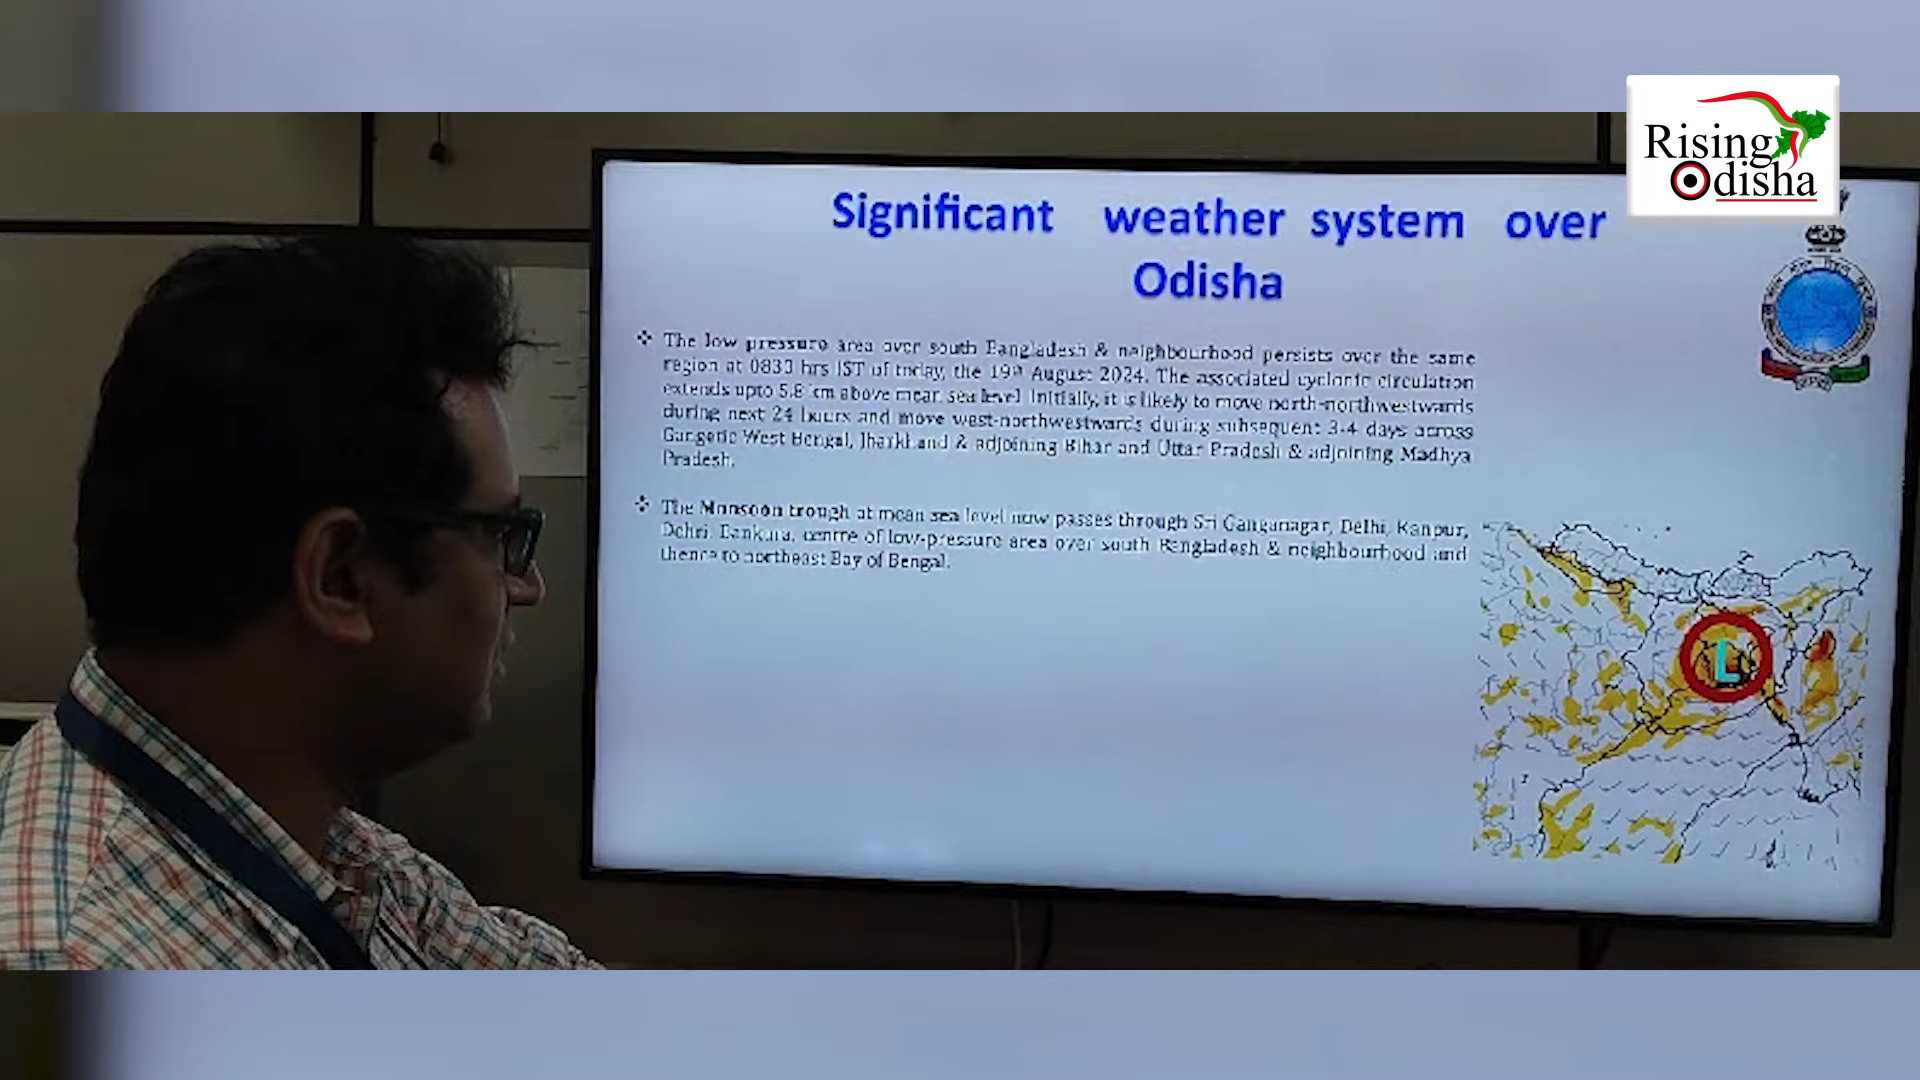 Rising
Odisha
Significant weather system over
Odisha
❖ The low pressure area over south Bangladesh & neighbourhood persists over the same
region at 0830 hrs IST of today, the 19th August 2024. The associated cyclonic circulation
extends upto 5.8 km above mean sea level. Initially, it is likely to move north-northwestwards
during next 24 hours and move west-northwestwards during subsequent 3-4 days across
Gangetic West Bengal, Jharkhand & adjoining Bihar and Uttar Pradesh & adjoining Madhya
Pradesh.
❖ The Monsoon trough at mean sea level now passes through Sri Ganganagar, Delhi, Kanpur,
Dehri, Bankura, centre of low-pressure area over south Bangladesh & neighbourhood and
thence to northeast Bay of Bengal.
L